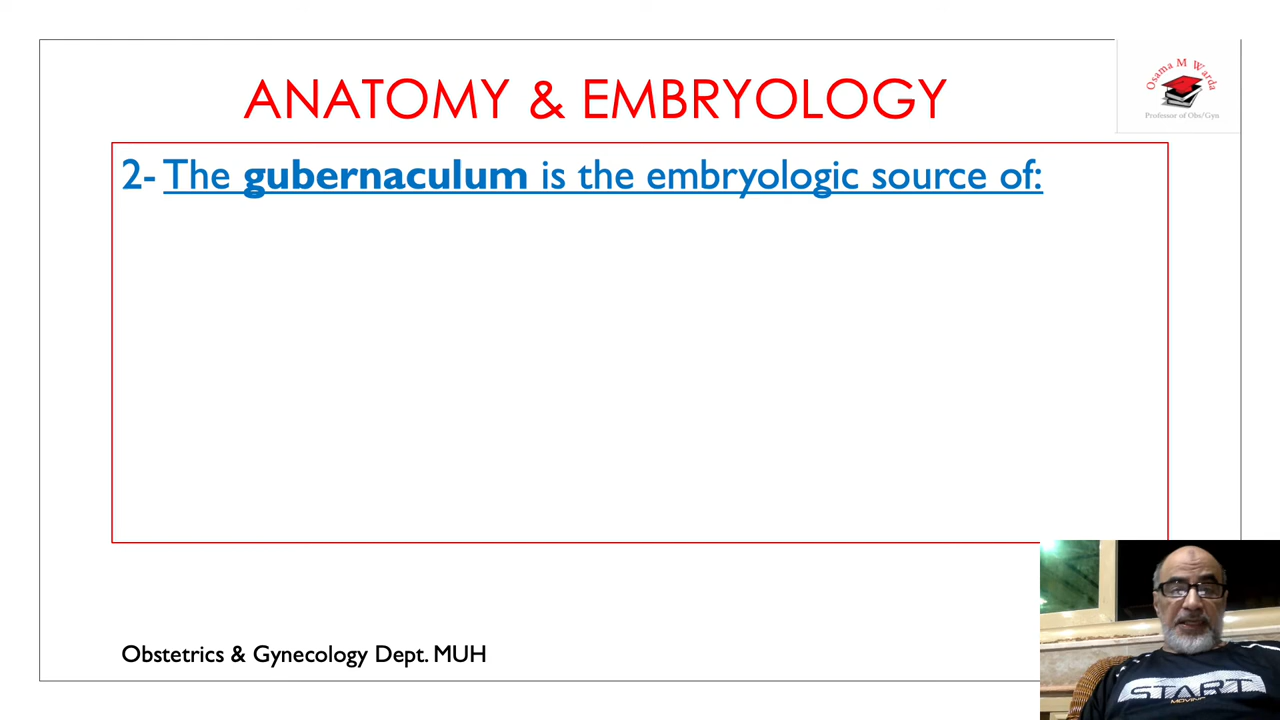 Osama M Warda
Professor of Obs/Gyn
ANATOMY & EMBRYOLOGY
2- The gubernaculum is the embryologic source of:
Obstetrics & Gynecology Dept. MUH
START
MOVING